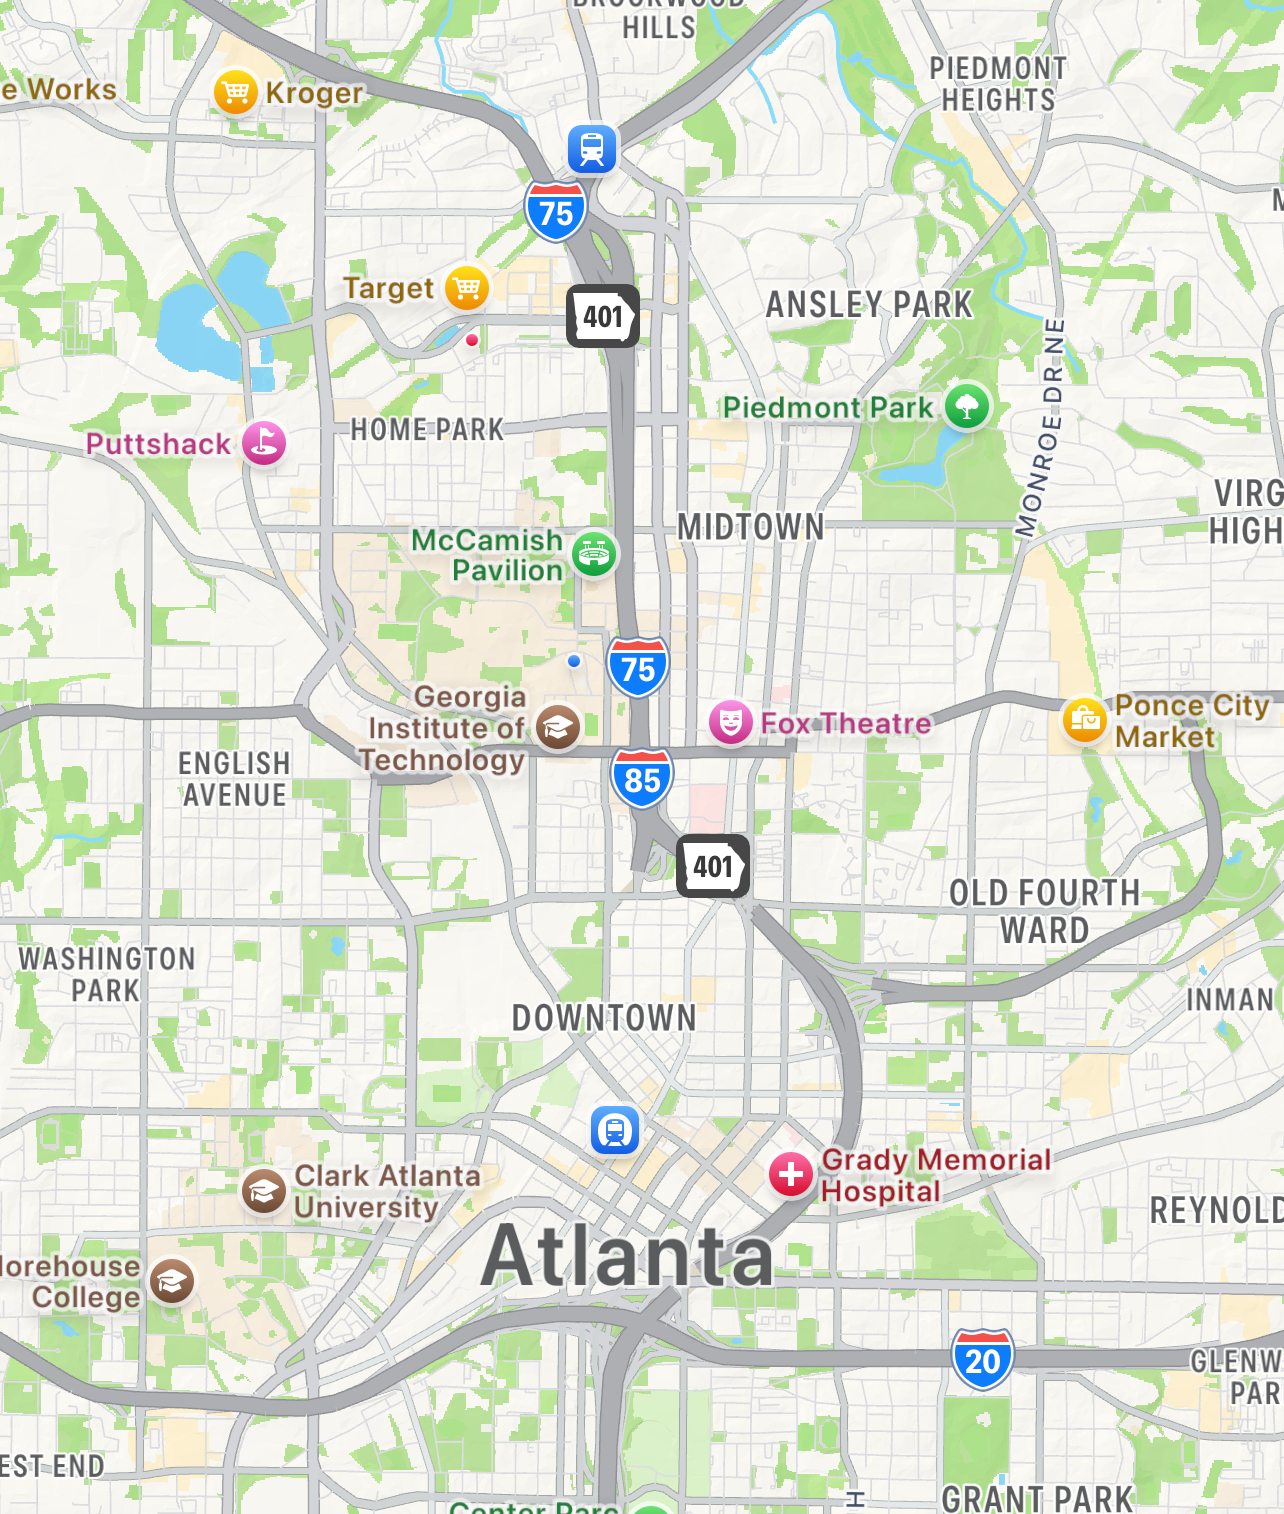 BROOKWOOD
HILLS
PIEDMONT
HEIGHTS
e Works
Kroger
75
Target
401
ANSLEY PARK
MONROE DR NE
Piedmont Park
HOME PARK
Puttshack
VIRG
HIGH
MIDTOWN
McCamish
Pavilion
75
Georgia
Institute of
Technology
Fox Theatre
Ponce City
Market
ENGLISH
AVENUE
85
401
OLD FOURTH
WARD
WASHINGTON
PARK
INMAN
DOWNTOWN
Grady Memorial
Hospital
Clark Atlanta
University
REYNOLD
Atlanta
orehouse
College
20
GLENW
PAR
EST END
GRANT PARK
Center Parc